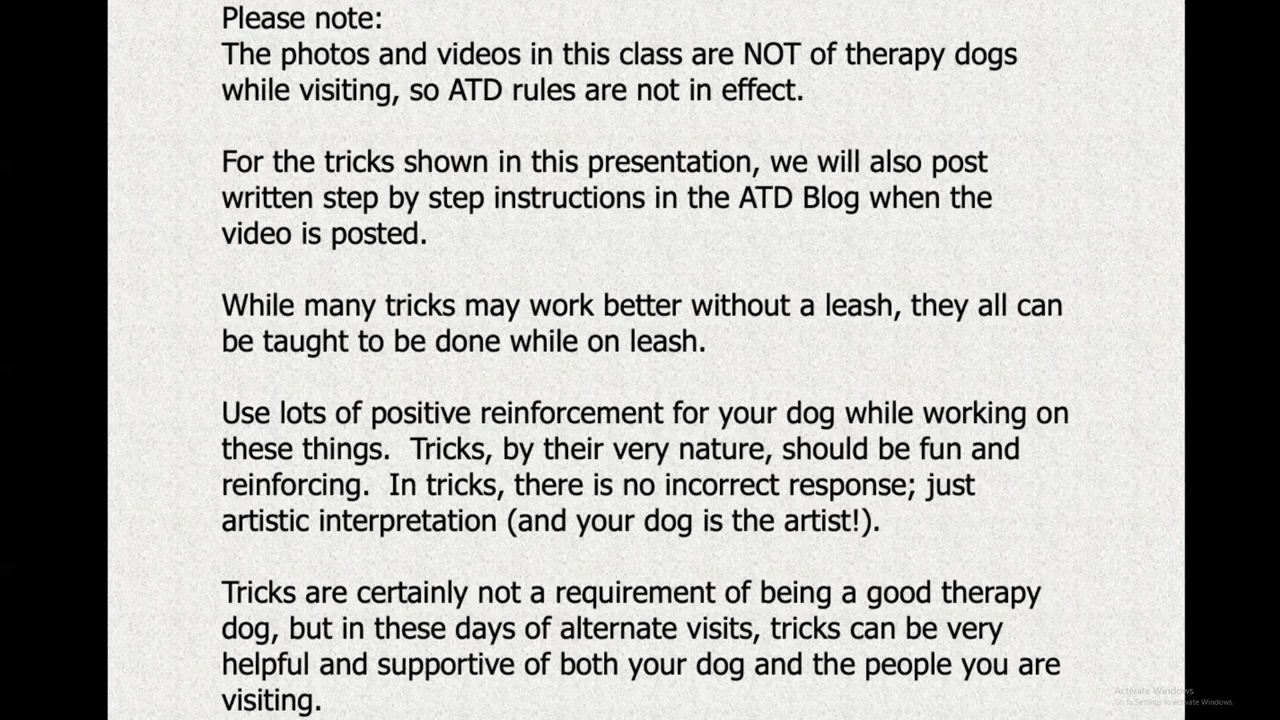 Please note:
The photos and videos in this class are NOT of therapy dogs
while visiting, so ATD rules are not in effect.
For the tricks shown in this presentation, we will also post
written step by step instructions in the ATD Blog when the
video is posted.
While many tricks may work better without a leash, they all can
be taught to be done while on leash.
Use lots of positive reinforcement for your dog while working on
these things.  Tricks, by their very nature, should be fun and
reinforcing.  In tricks, there is no incorrect response; just
artistic interpretation (and your dog is the artist!).
Tricks are certainly not a requirement of being a good therapy
dog, but in these days of alternate visits, tricks can be very
helpful and supportive of both your dog and the people you are
visiting.
Activate Windows
Go to Settings to activate Windows.